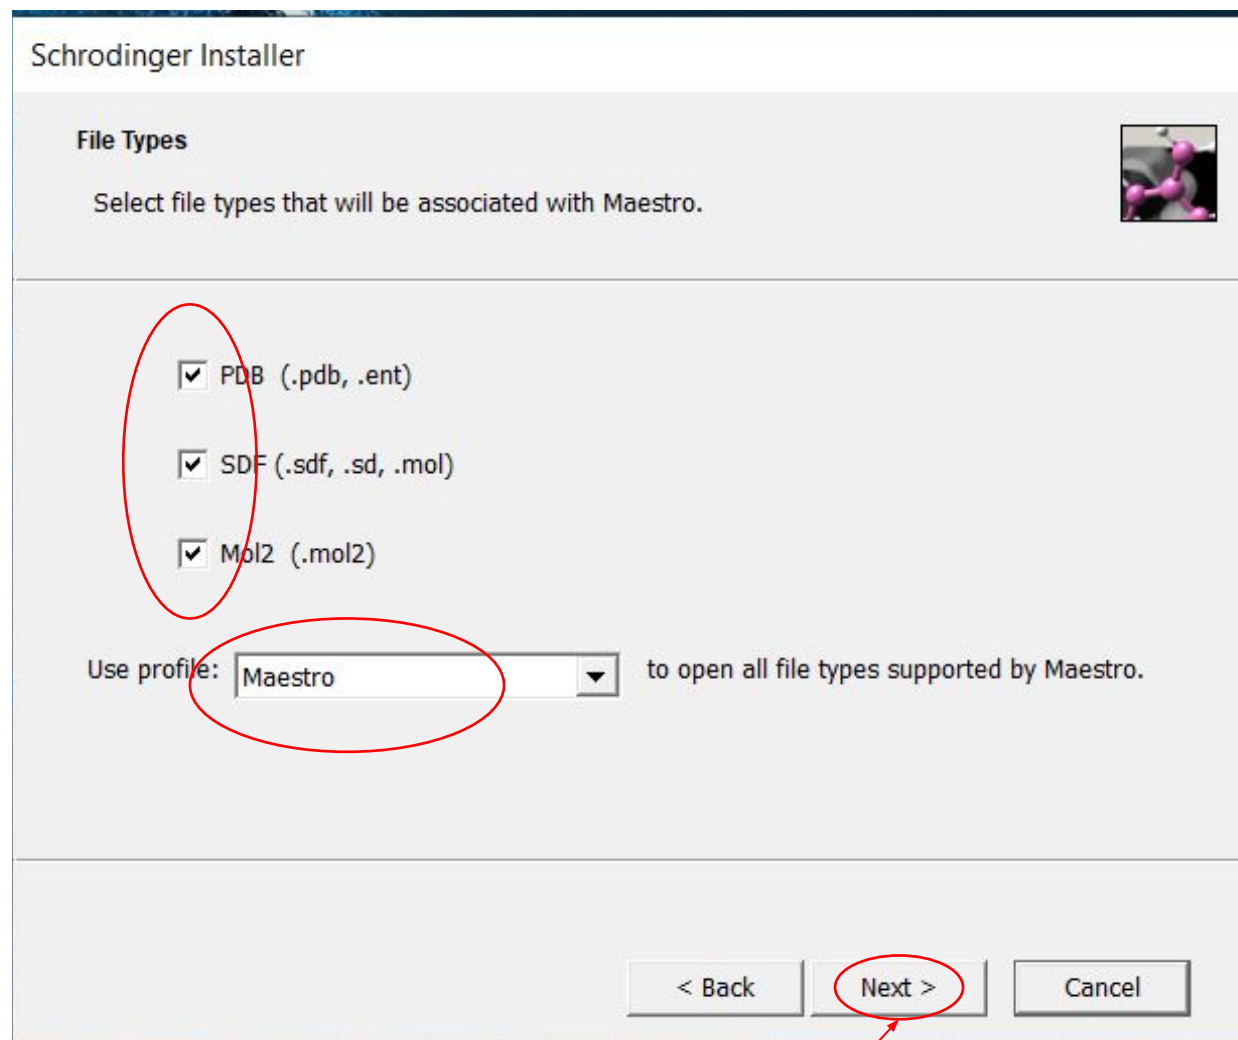 Schrodinger Installer
File Types
Select file types that will be associated with Maestro.
PDB (.pdb, .ent)
SDF (.sdf, .sd, .mol)
Mol2 (.mol2)
Use profile: Maestro to open all file types supported by Maestro.
< Back Next > Cancel